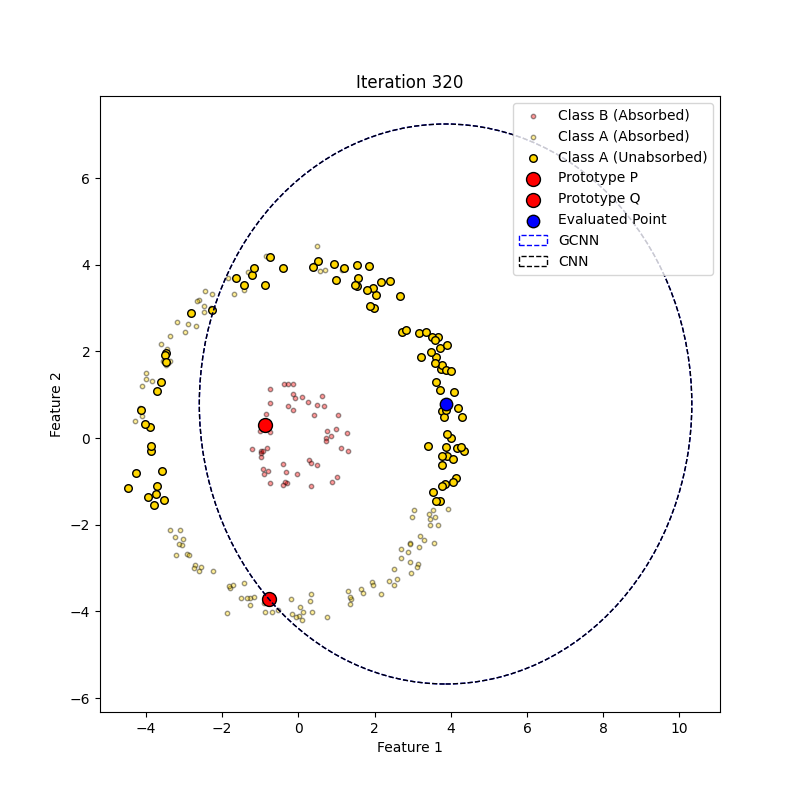 Iteration 320
Class B (Absorbed)
Class A (Absorbed)
Class A (Unabsorbed)
Prototype P
Prototype Q
Evaluated Point
GCNN
CNN
Feature 2
6
4
2
0
−2
−4
−6
−4 −2 0 2 4 6 8 10
Feature 1